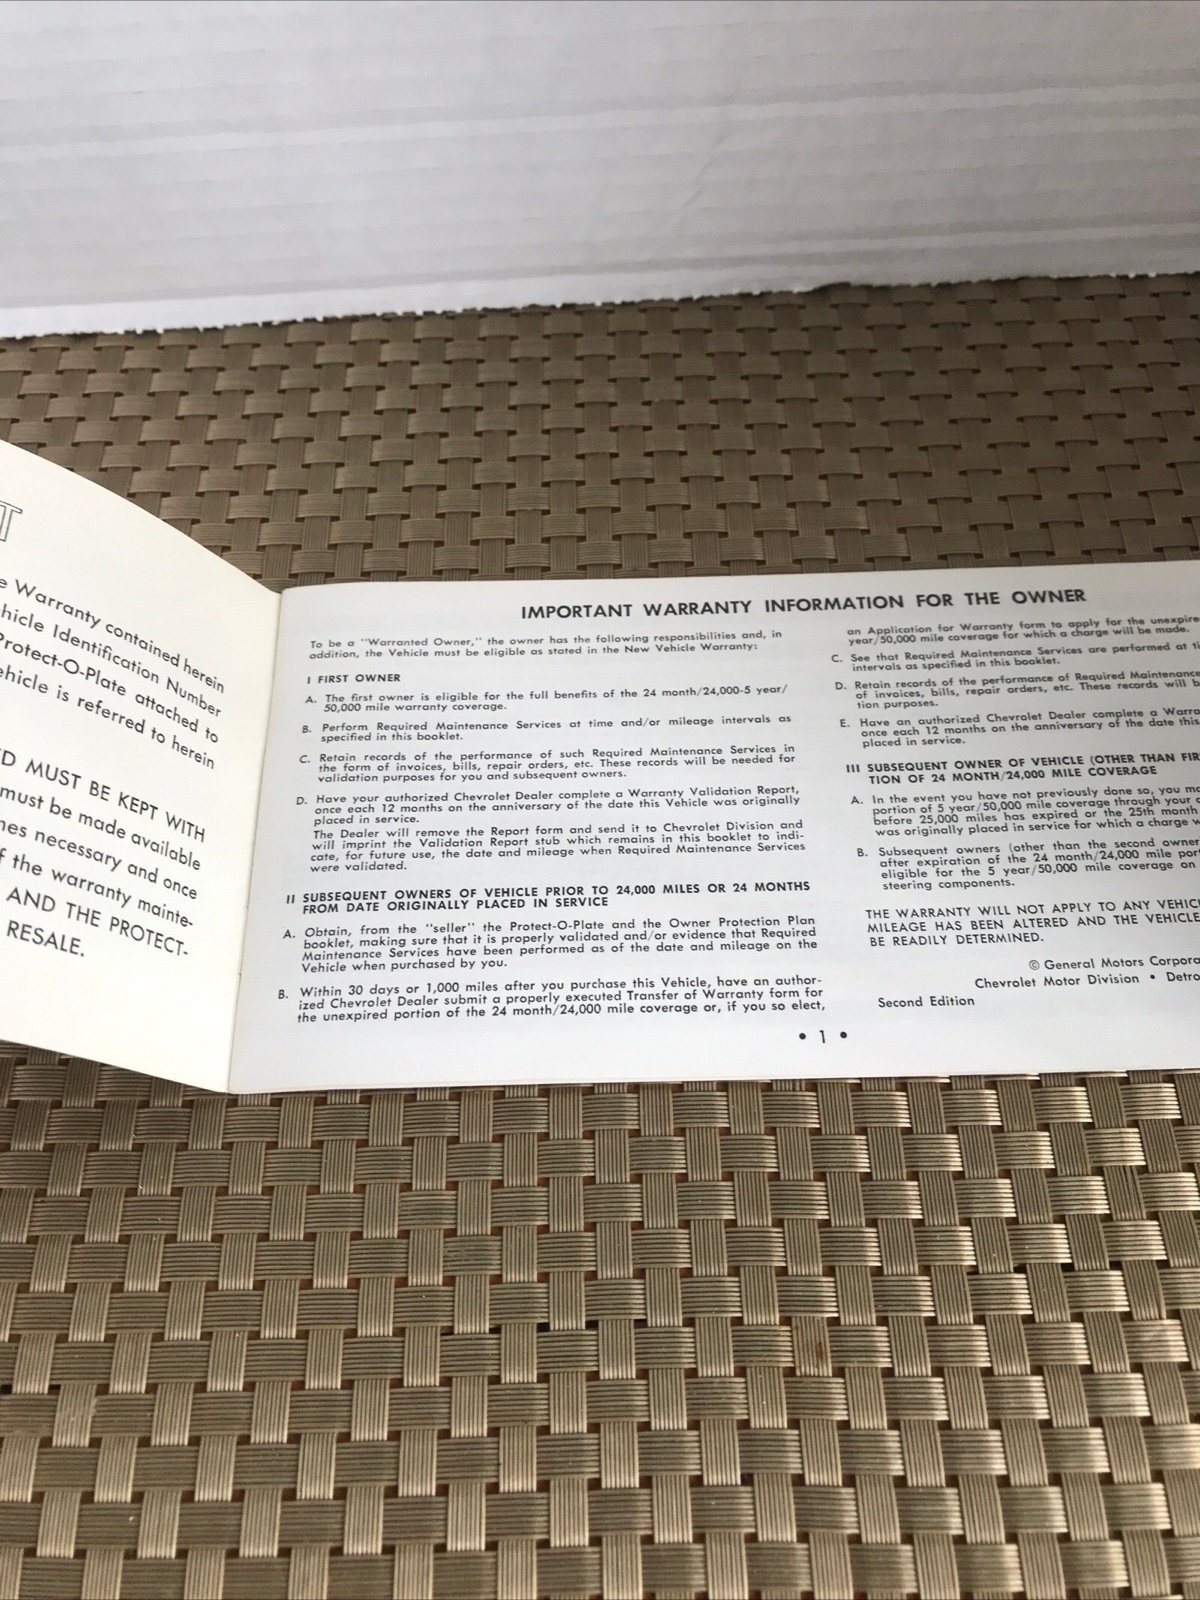 T
Warranty contained herein
Vehicle Identification Number
Protect-O-Plate attached to
vehicle is referred to herein
MUST BE KEPT WITH
must be made available
necessary and once
the warranty mainte-
AND THE PROTECT-
RESALE.
IMPORTANT WARRANTY INFORMATION FOR THE OWNER
To be a "Warranted Owner," the owner has the following responsibilities and, in
addition, the Vehicle must be eligible as stated in the New Vehicle Warranty:
I FIRST OWNER
A. The first owner is eligible for the full benefits of the 24 month/24,000-5 year/
50,000 mile warranty coverage.
B. Perform Required Maintenance Services at time and/or mileage intervals as
specified in this booklet.
C. Retain records of the performance of such Required Maintenance Services in
the form of invoices, bills, repair orders, etc. These records will be needed for
validation purposes for you and subsequent owners.
D. Have your authorized Chevrolet Dealer complete a Warranty Validation Report,
once each 12 months on the anniversary of the date this Vehicle was originally
placed in service.
The Dealer will remove the Report form and send it to Chevrolet Division and
will imprint the Validation Report stub which remains in this booklet to indi-
cate, for future use, the date and mileage when Required Maintenance Services
were validated.
II SUBSEQUENT OWNERS OF VEHICLE PRIOR TO 24,000 MILES OR 24 MONTHS
FROM DATE ORIGINALLY PLACED IN SERVICE
A. Obtain, from the "seller" the Protect-O-Plate and the Owner Protection Plan
booklet, making sure that it is properly validated and/or evidence that Required
Maintenance Services have been performed as of the date and mileage on the
Vehicle when purchased by you.
B. Within 30 days or 1,000 miles after you purchase this Vehicle, have an author-
ized Chevrolet Dealer submit a properly executed Transfer of Warranty form for
the unexpired portion of the 24 month/24,000 mile coverage or, if you so elect,
an Application for Warranty form to apply for the
year/50,000 mile coverage for which a charge will be made.
C. See that Required Maintenance Services are performed at
intervals as specified in this booklet.
D. Retain records of the performance of Required Maintenance
of invoices, bills, repair orders, etc. These records will
tion purposes.
E. Have an authorized Chevrolet Dealer complete a
once each 12 months on the anniversary of the date this
placed in service.
III SUBSEQUENT OWNER OF VEHICLE (OTHER THAN
TION OF 24 MONTH/24,000 MILE COVERAGE
A. In the event you have not previously done so, you
portion of 5 year/50,000 mile coverage through your
before 25,000 miles has expired or the 25th month
was originally placed in service for which a charge
B. Subsequent owners (other than the second owner
after expiration of the 24 month/24,000 mile
eligible for the 5 year/50,000 mile coverage on
steering components.
THE WARRANTY WILL NOT APPLY TO ANY
MILEAGE HAS BEEN ALTERED AND THE
BE READILY DETERMINED.
© General Motors
Chevrolet Motor Division •
Second Edition
• 1 •